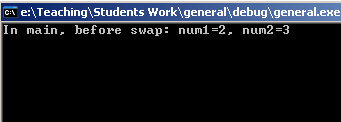 e:\Teaching\Students Work\general\debug\general.exe
In main, before swap: num1=2, num2=3